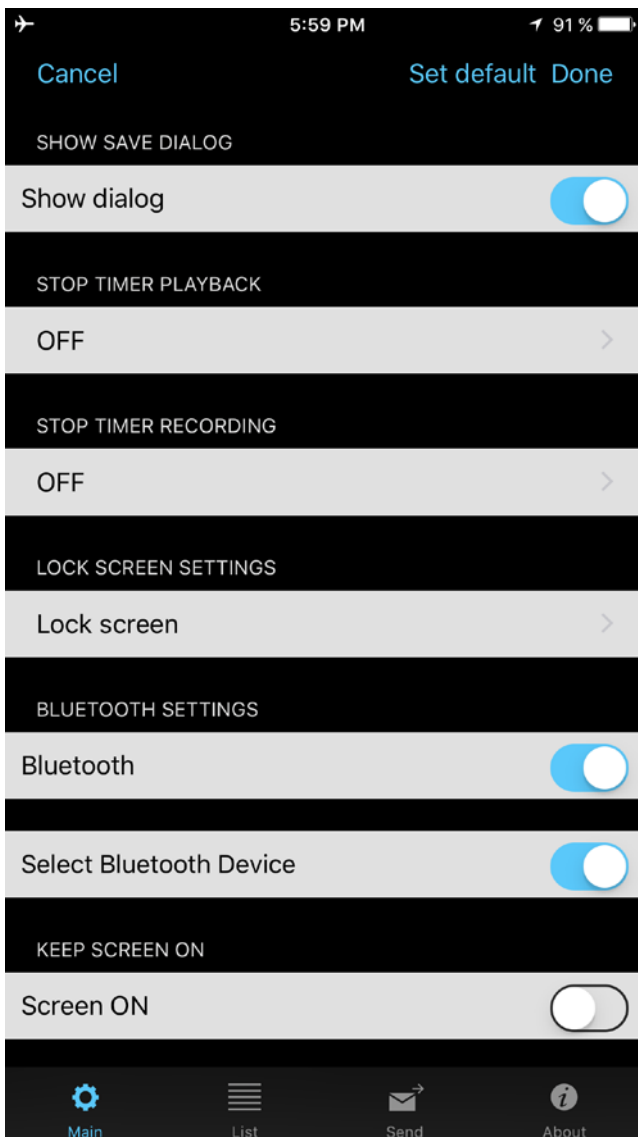 5:59 PM 91 %
Cancel Set default Done
SHOW SAVE DIALOG
Show dialog
STOP TIMER PLAYBACK
OFF
STOP TIMER RECORDING
OFF
LOCK SCREEN SETTINGS
Lock screen
BLUETOOTH SETTINGS
Bluetooth
Select Bluetooth Device
KEEP SCREEN ON
Screen ON
Main List Send About